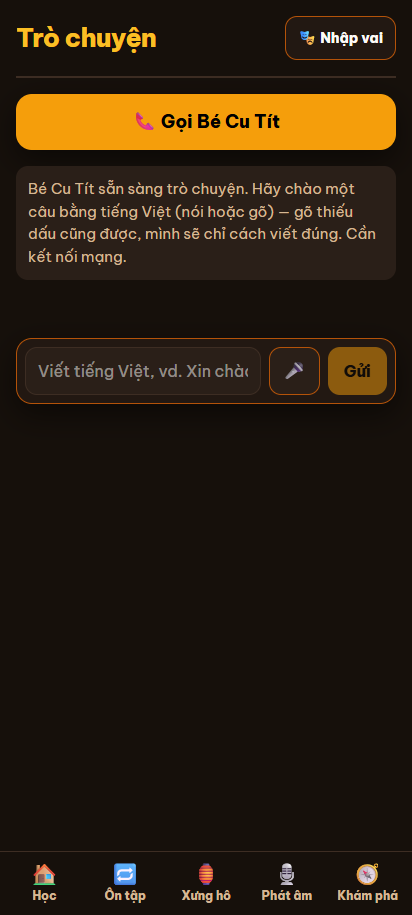 Trò chuyện
Nhập vai
Gọi Bé Cu Tít
Bé Cu Tít sẵn sàng trò chuyện. Hãy chào một
câu bằng tiếng Việt (nói hoặc gõ) — gõ thiếu
dấu cũng được, mình sẽ chỉ cách viết đúng. Cần
kết nối mạng.
Viết tiếng Việt, vd. Xin chào
Gửi
Học
Ôn tập
Xưng hô
Phát âm
Khám phá